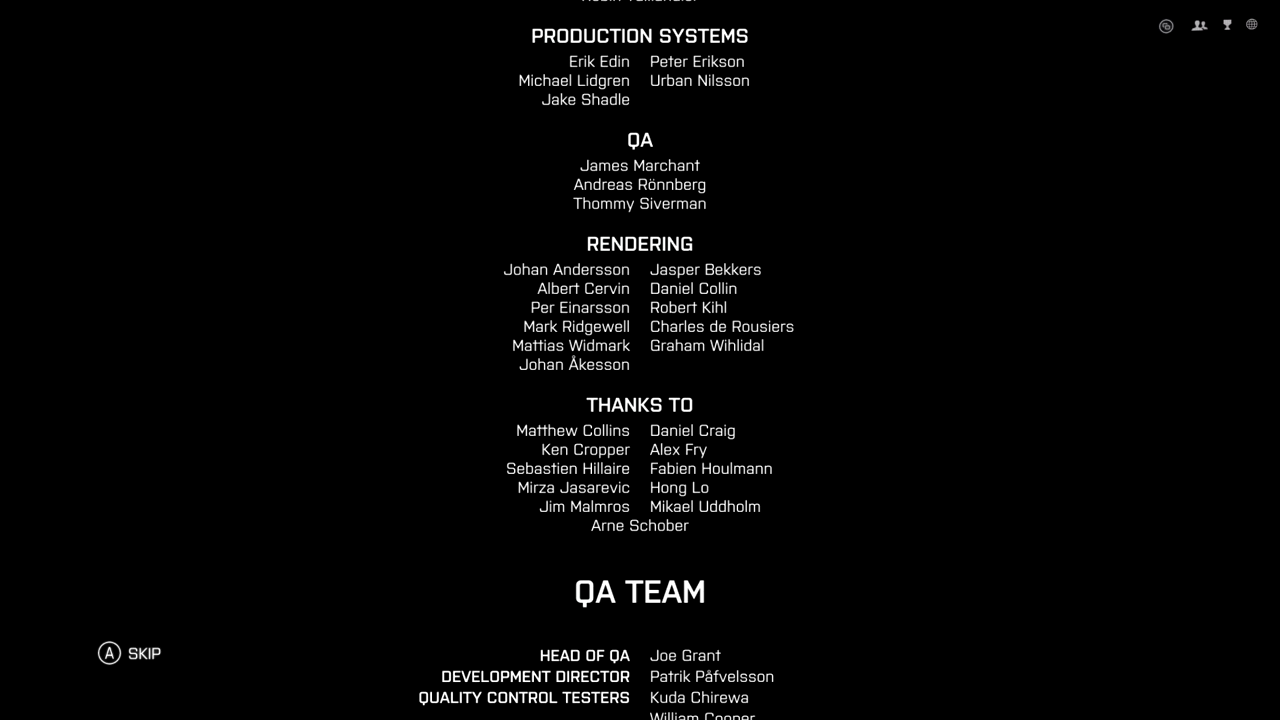 PRODUCTION SYSTEMS
Erik Edin Peter Erikson
Michael Lidgren Urban Nilsson
Jake Shadle
QA
James Marchant
Andreas Rönnberg
Thommy Siverman
RENDERING
Johan Andersson Jasper Bekkers
Albert Cervin Daniel Collin
Per Einarsson Robert Kihl
Mark Ridgewell Charles de Rousiers
Mattias Widmark Graham Wihlidal
Johan Åkesson
THANKS TO
Matthew Collins Daniel Craig
Ken Cropper Alex Fry
Sebastien Hillaire Fabien Houlmann
Mirza Jasarevic Hong Lo
Jim Malmros Mikael Uddholm
Arne Schober
QA TEAM
HEAD OF QA Joe Grant
A SKIP
DEVELOPMENT DIRECTOR Patrik Påfvelsson
QUALITY CONTROL TESTERS Kuda Chirewa
William Cooper